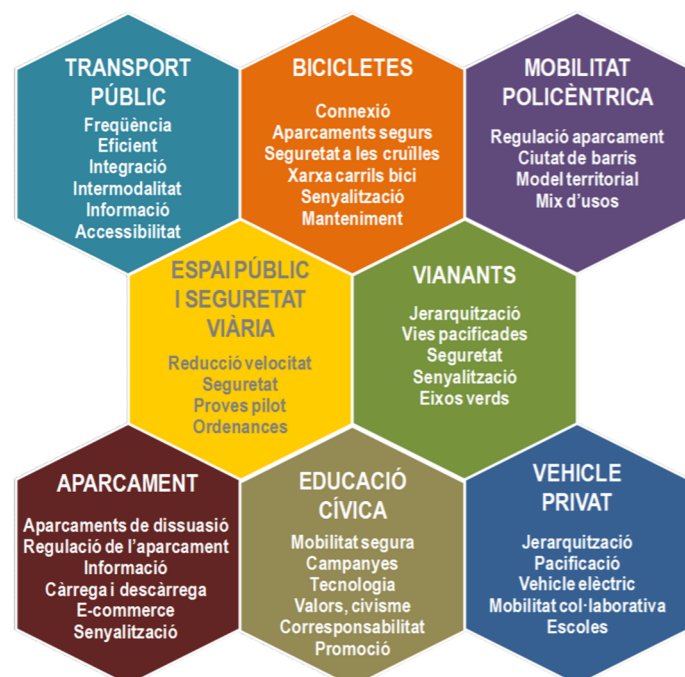 TRANSPORT
PÚBLIC
Freqüència
Eficient
Integració
Intermodalitat
Informació
Accessibilitat
BICICLETES
Connexió
Aparcaments segurs
Seguretat a les cruïlles
Xarxa carrils bici
Senyalització
Manteniment
MOBILITAT
POLICÈNTRICA
Regulació aparcament
Ciutat de barris
Model territorial
Mix d'usos
ESPAI PÚBLIC
I SEGURETAT
VIÀRIA
Reducció velocitat
Seguretat
Proves pilot
Ordenances
VIANANTS
Jerarquització
Vies pacificades
Seguretat
Senyalització
Eixos verds
APARCAMENT
Aparcaments de dissuasió
Regulació de l'aparcament
Informació
Càrrega i descàrrega
E-commerce
Senyalització
EDUCACIÓ
CÍVICA
Mobilitat segura
Campanyes
Tecnologia
Valors, civisme
Corresponsabilitat
Promoció
VEHICLE
PRIVAT
Jerarquització
Pacificació
Vehicle elèctric
Mobilitat col·laborativa
Escoles